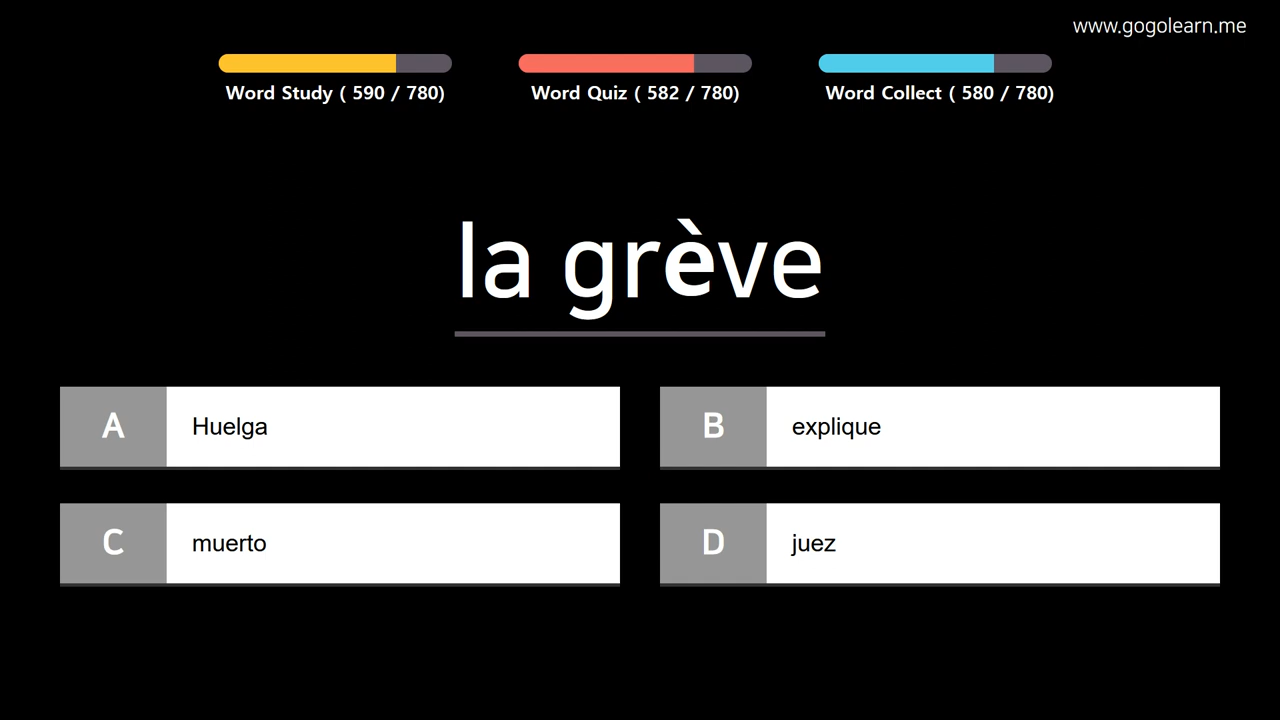 www.gogolearn.me
Word Study ( 590 / 780)
Word Quiz ( 582 / 780)
Word Collect ( 580 / 780)
la grève
A
Huelga
B
explique
C
muerto
D
juez